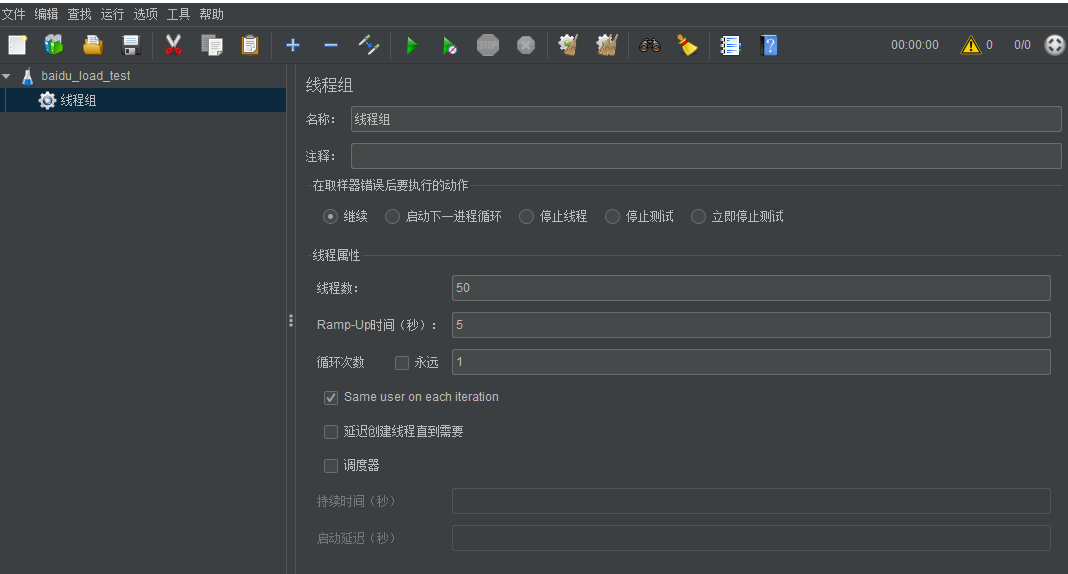 文件 编辑 查找 运行 选项 工具 帮助
STOP 00:00:00 0 0/0
baidu_load_test
线程组
线程组
名称： 线程组
注释：
在取样器错误后要执行的动作
继续 启动下一进程循环 停止线程 停止测试 立即停止测试
线程属性
线程数： 50
Ramp-Up时间（秒）： 5
循环次数 永远 1
Same user on each iteration
延迟创建线程直到需要
调度器
持续时间（秒）
启动延迟（秒）